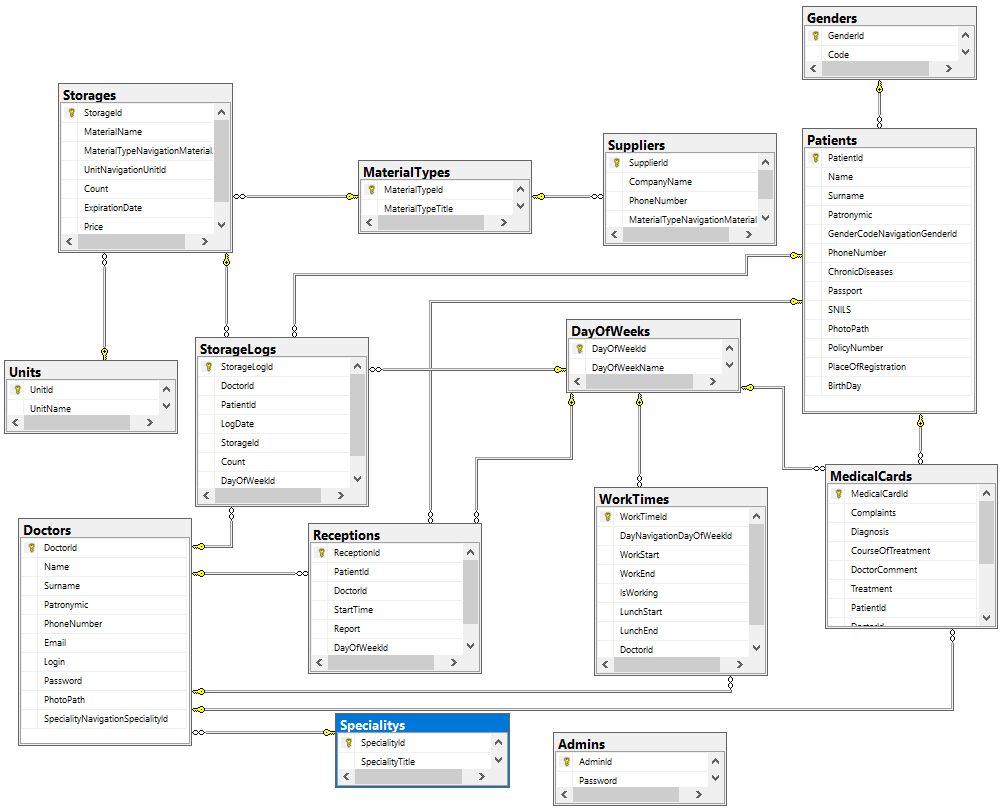 Genders
GenderId
Code
Storages
StorageId
MaterialName
MaterialTypeNavigationMaterial
UnitNavigationUnitId
Count
ExpirationDate
Price
MaterialTypes
MaterialTypeId
MaterialTypeTitle
Suppliers
SupplierId
CompanyName
PhoneNumber
MaterialTypeNavigationMaterial
Patients
PatientId
Name
Surname
Patronymic
GenderCodeNavigationGenderId
PhoneNumber
ChronicDiseases
Passport
SNILS
PhotoPath
PolicyNumber
PlaceOfRegistration
BirthDay
Units
UnitId
UnitName
StorageLogs
StorageLogId
DoctorId
PatientId
LogDate
StorageId
Count
DayOfWeekId
DayOfWeeks
DayOfWeekId
DayOfWeekName
Doctors
DoctorId
Name
Surname
Patronymic
PhoneNumber
Email
Login
Password
PhotoPath
SpecialityNavigationSpecialityId
Receptions
ReceptionId
PatientId
DoctorId
StartTime
Report
DayOfWeekId
WorkTimes
WorkTimeId
DayNavigationDayOfWeekId
WorkStart
WorkEnd
IsWorking
LunchStart
LunchEnd
DoctorId
MedicalCards
MedicalCardId
Complaints
Diagnosis
CourseOfTreatment
DoctorComment
Treatment
PatientId
DoctorId
Specialitys
SpecialityId
SpecialityTitle
Admins
AdminId
Password